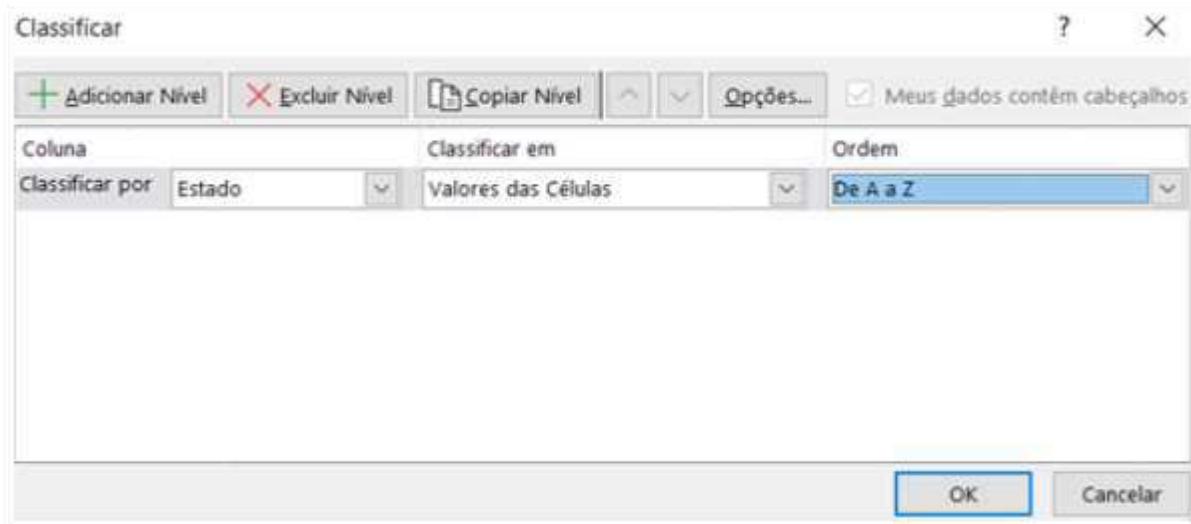 Classificar ?
Adicionar Nível Excluir Nível Copiar Nível Opções... Meus dados contêm cabeçalhos
Coluna Classificar em Ordem
Classificar por Estado Valores das Células De A a Z
OK Cancelar